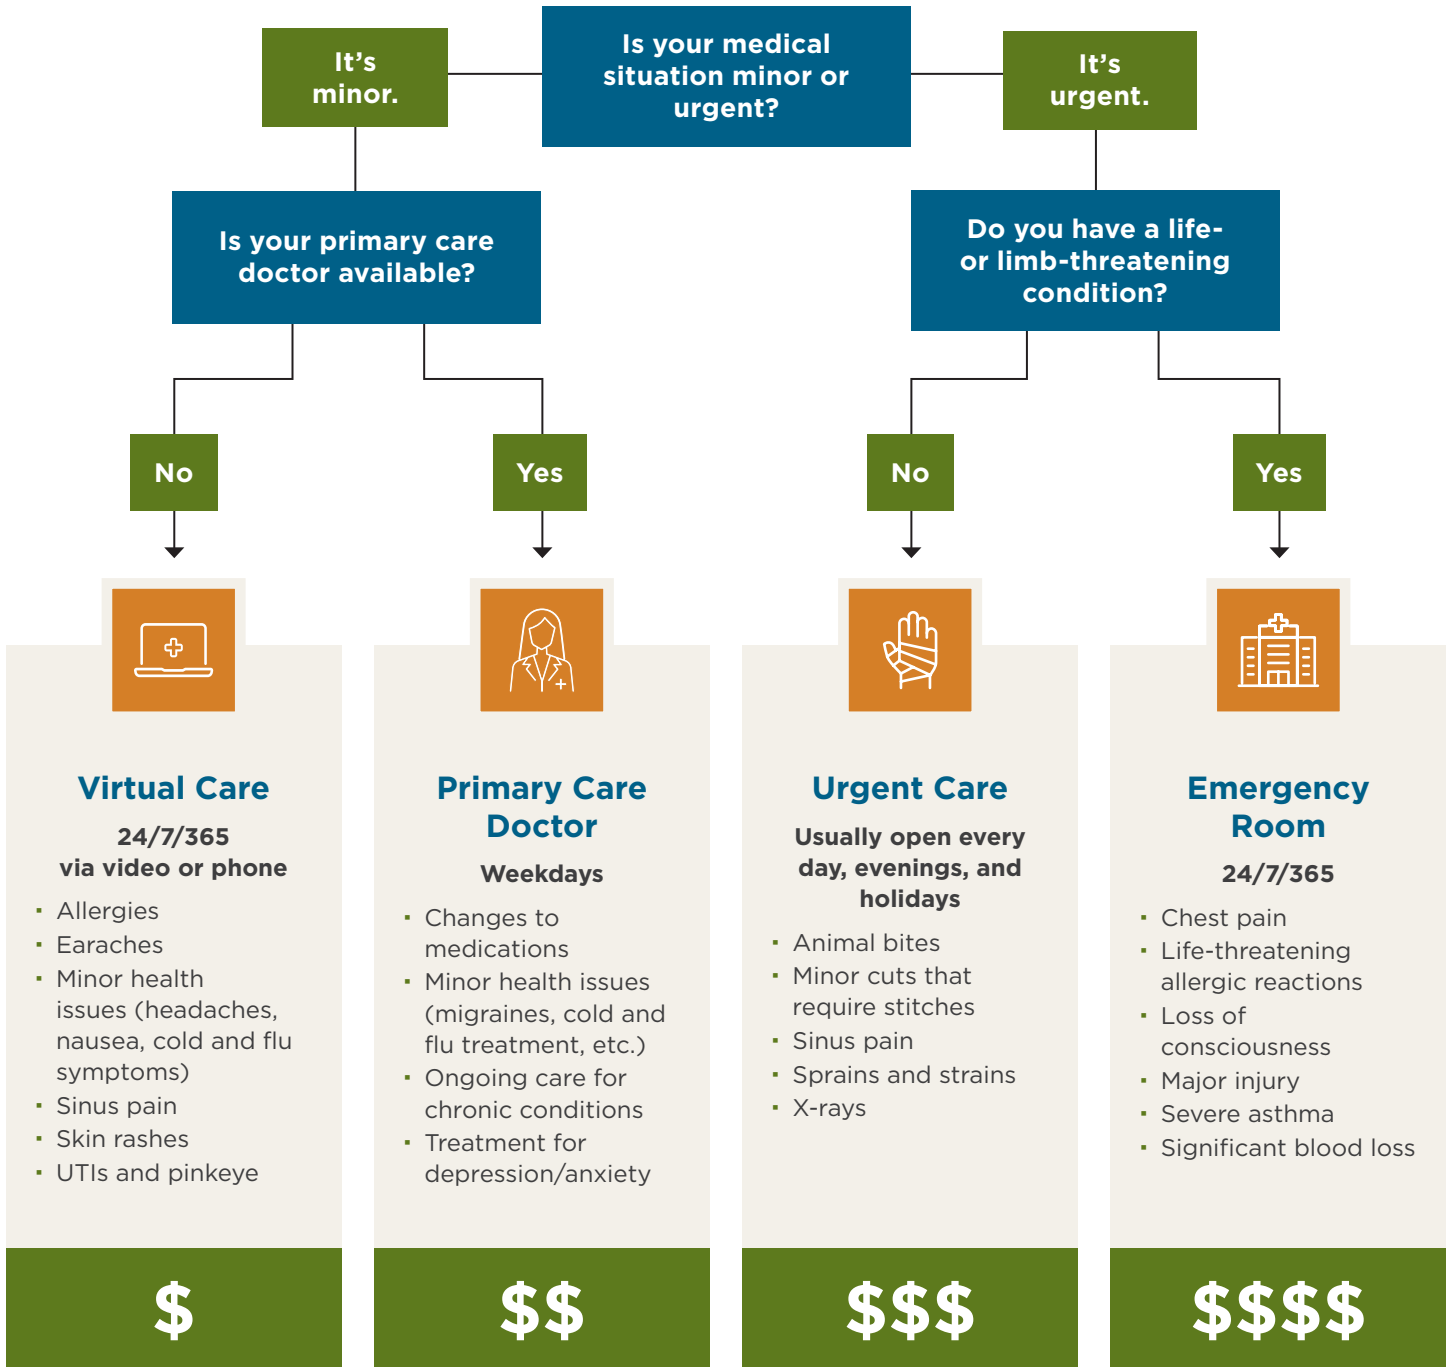 Is your medical
situation minor or
urgent?
It's
minor.
It's
urgent.
Is your primary care
doctor available?
Do you have a life-
or limb-threatening
condition?
No
Yes
No
Yes
Virtual Care
24/7/365
via video or phone
▪ Allergies
▪ Earaches
▪ Minor health
issues (headaches,
nausea, cold and flu
symptoms)
▪ Sinus pain
▪ Skin rashes
▪ UTIs and pinkeye
$
Primary Care
Doctor
Weekdays
▪ Changes to
medications
▪ Minor health issues
(migraines, cold and
flu treatment, etc.)
▪ Ongoing care for
chronic conditions
▪ Treatment for
depression/anxiety
$$
Urgent Care
Usually open every
day, evenings, and
holidays
▪ Animal bites
▪ Minor cuts that
require stitches
▪ Sinus pain
▪ Sprains and strains
▪ X-rays
$$$
Emergency
Room
24/7/365
▪ Chest pain
▪ Life-threatening
allergic reactions
▪ Loss of
consciousness
▪ Major injury
▪ Severe asthma
▪ Significant blood loss
$$$$